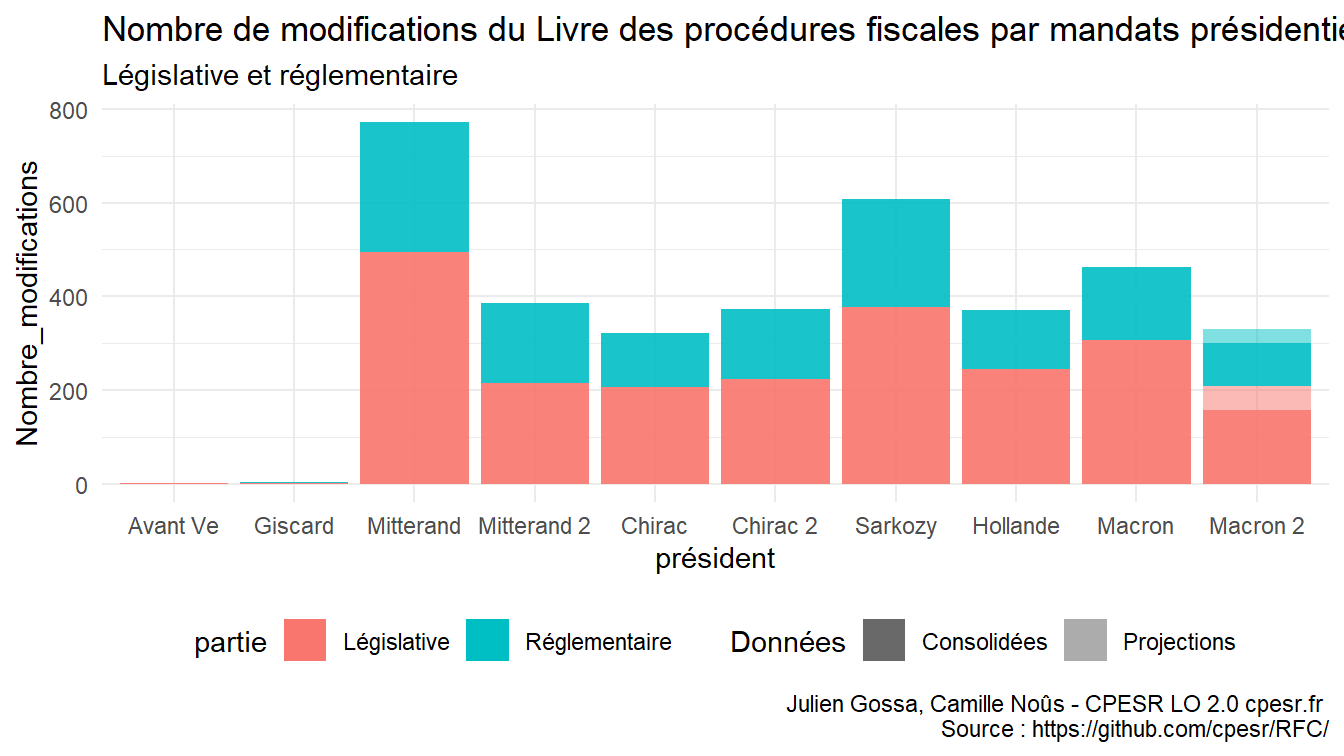 Nombre de modifications du Livre des procédures fiscales par mandats présidentie
Législative et réglementaire
Nombre_modifications
800
600
400
200
0
Avant Ve Giscard Mitterand Mitterand 2 Chirac Chirac 2 Sarkozy Hollande Macron Macron 2
président
partie Législative Réglementaire Données Consolidées Projections
Julien Gossa, Camille Noûs - CPESR LO 2.0 cpesr.fr
Source : https://github.com/cpesr/RFC/